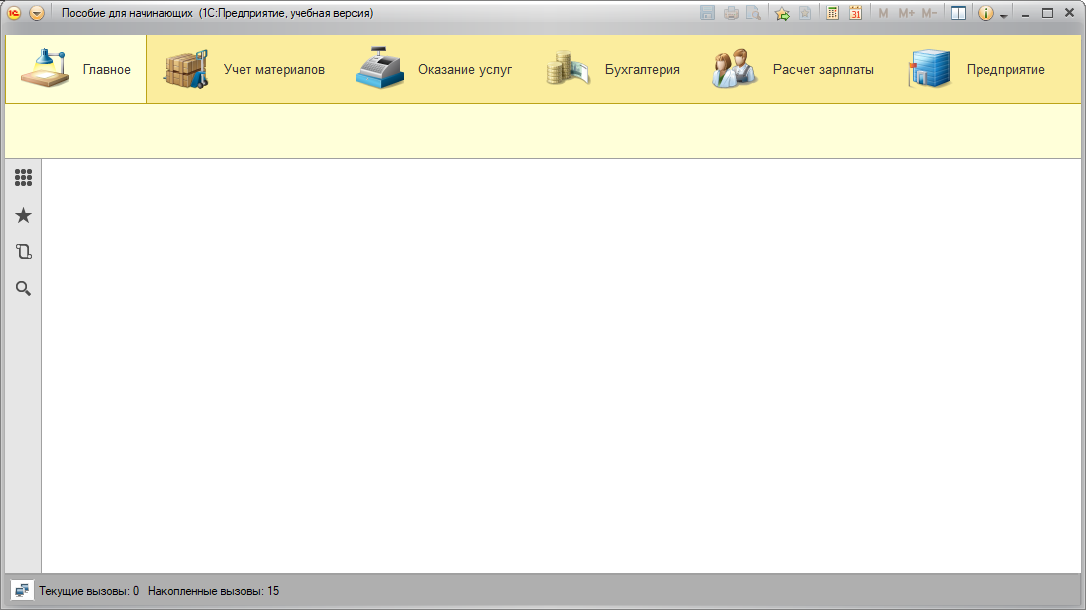 Пособие для начинающих (1С:Предприятие, учебная версия)
31 M M+ M-
Главное
Учет материалов
Оказание услуг
Бухгалтерия
Расчет зарплаты
Предприятие
Текущие вызовы: 0 Накопленные вызовы: 15